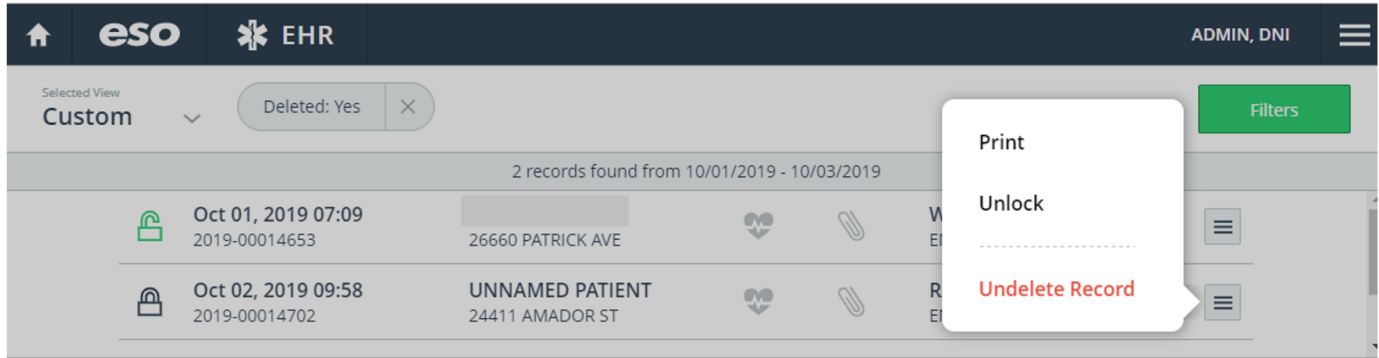 eso EHR ADMIN, DNI
Selected View
Custom
Deleted: Yes
Filters
2 records found from 10/01/2019 - 10/03/2019
Oct 01, 2019 07:09
2019-00014653
26660 PATRICK AVE
Oct 02, 2019 09:58
2019-00014702
UNNAMED PATIENT
24411 AMADOR ST
Print
Unlock
Undelete Record